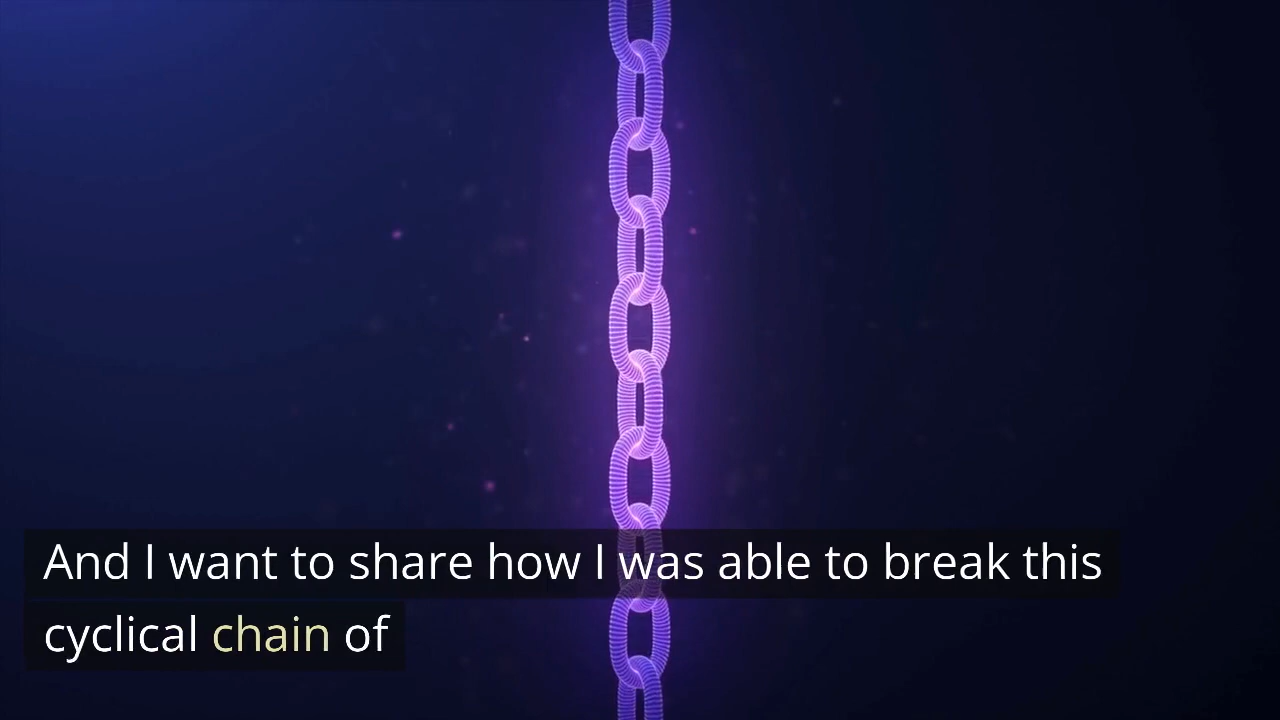 And I want to share how I was able to break this
cyclical chain of